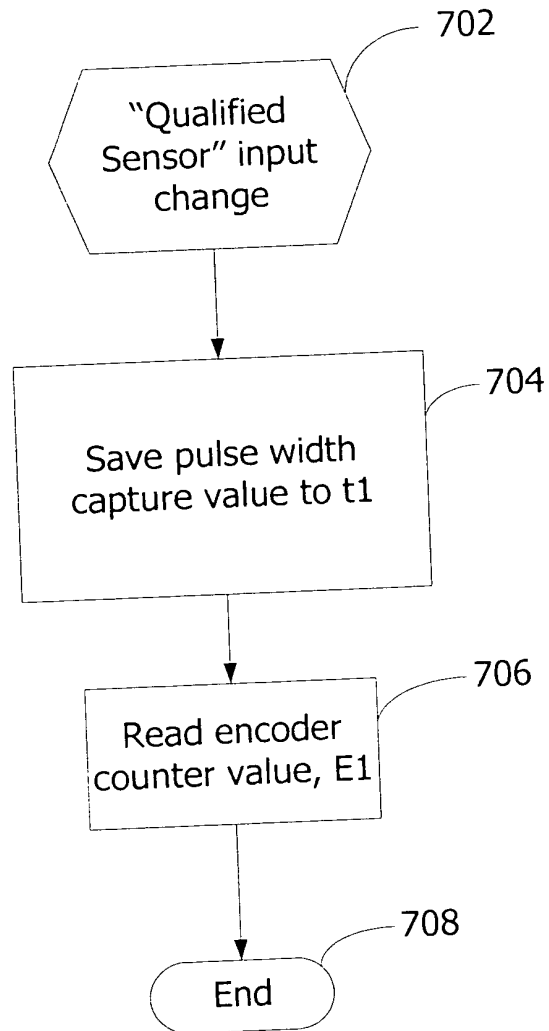 702
“Qualified
Sensor” input
change
704
Save pulse width
capture value to t1
706
Read encoder
counter value, E1
708
End